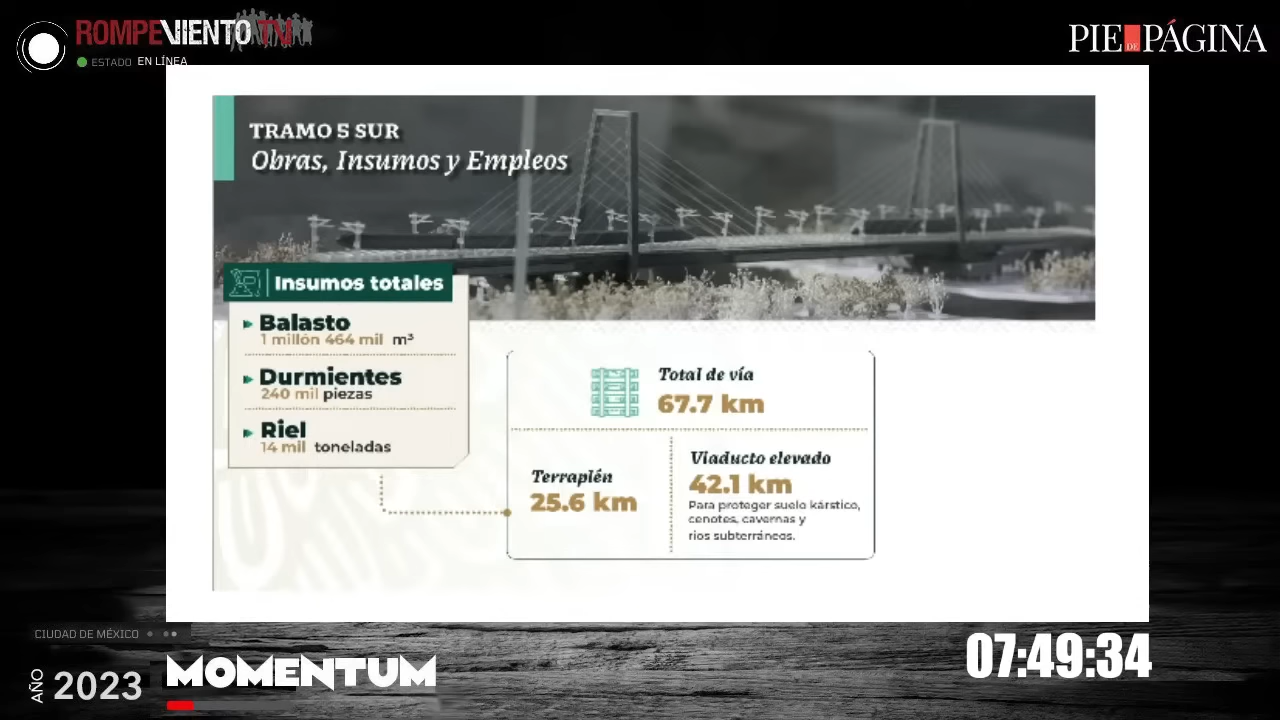 ROMPEVIENTO TV
ESTADO EN LÍNEA
PIE DE PÁGINA
TRAMO 5 SUR
Obras, Insumos y Empleos
Insumos totales
Balasto
1 millón 464 mil m³
Durmientes
240 mil piezas
Riel
14 mil toneladas
Total de vía
67.7 km
Terraplén
25.6 km
Viaducto elevado
42.1 km
Para proteger suelo kárstico,
cenotes, cavernas y
ríos subterráneos.
CIUDAD DE MÉXICO
AÑO 2023
MOMENTUM
07:49:34